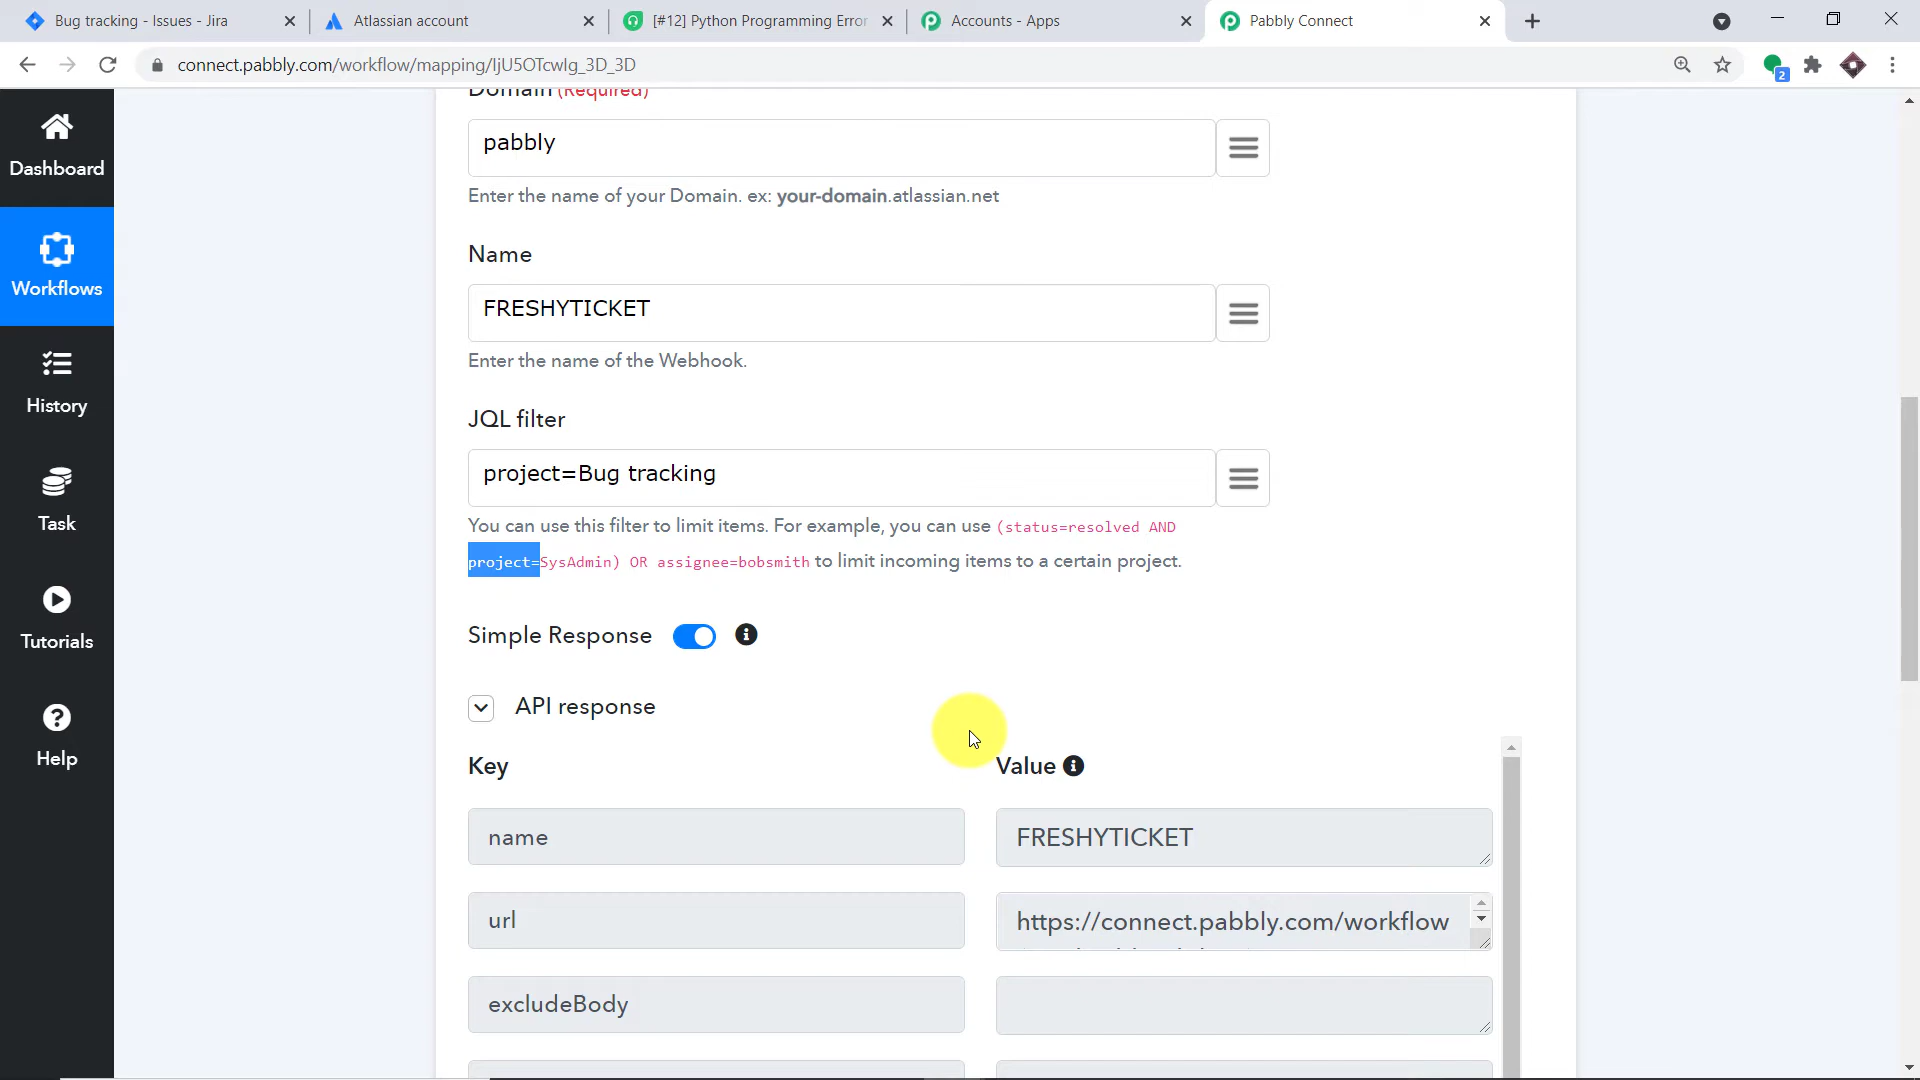 Bug tracking - Issues - Jira
Atlassian account
[#12] Python Programming Error
Accounts - Apps
Pabbly Connect
connect.pabbly.com/workflow/mapping/IjU5OTcwIg_3D_3D
2
Dashboard
Workflows
History
Task
Tutorials
Help
Domain (Required)
pabbly
Enter the name of your Domain. ex: your-domain.atlassian.net
Name
FRESHYTICKET
Enter the name of the Webhook.
JQL filter
project=Bug tracking
You can use this filter to limit items. For example, you can use (status=resolved AND
project=SysAdmin) OR assignee=bobsmith to limit incoming items to a certain project.
Simple Response
API response
Key
Value
name
FRESHYTICKET
url
https://connect.pabbly.com/workflow
excludeBody